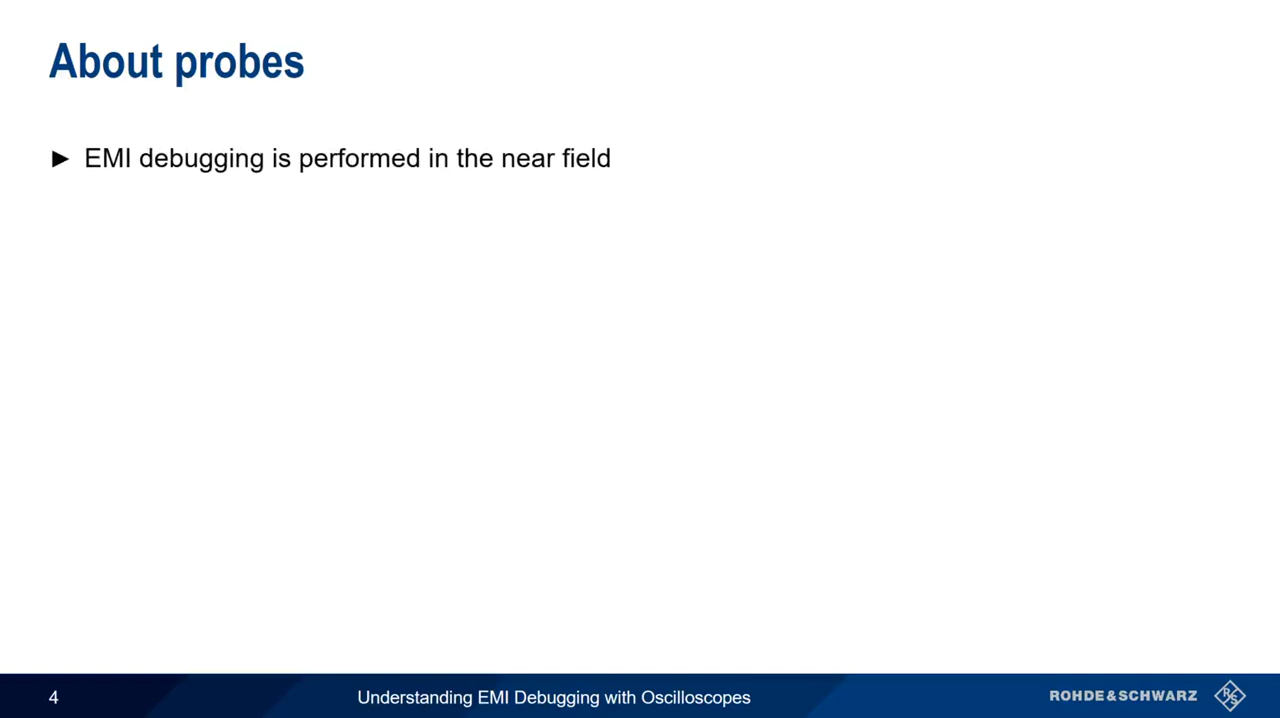 About probes
► EMI debugging is performed in the near field
4
Understanding EMI Debugging with Oscilloscopes
ROHDE&SCHWARZ
R S